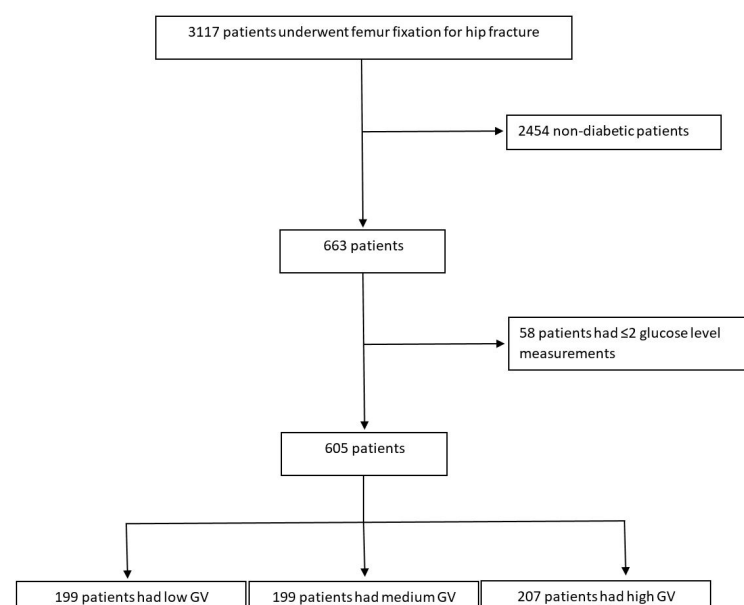 3117 patients underwent femur fixation for hip fracture
2454 non-diabetic patients
663 patients
58 patients had ≤2 glucose level
measurements
605 patients
199 patients had low GV
199 patients had medium GV
207 patients had high GV